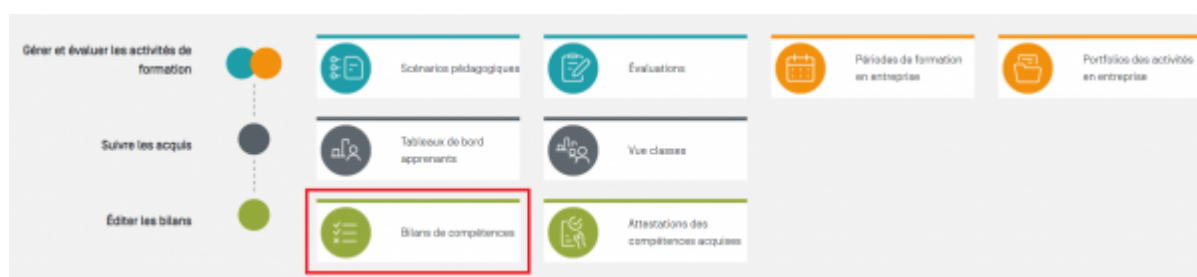 Gérer et évaluer les activités de
formation
Scénarios pédagogiques
Évaluations
Périodes de formation
en entreprise
Portfolios des activités
en entreprise
Suivre les acquis
Tableaux de bord
apprenants
Vue classes
Éditer les bilans
Bilans de compétences
Attestations des
compétences acquises